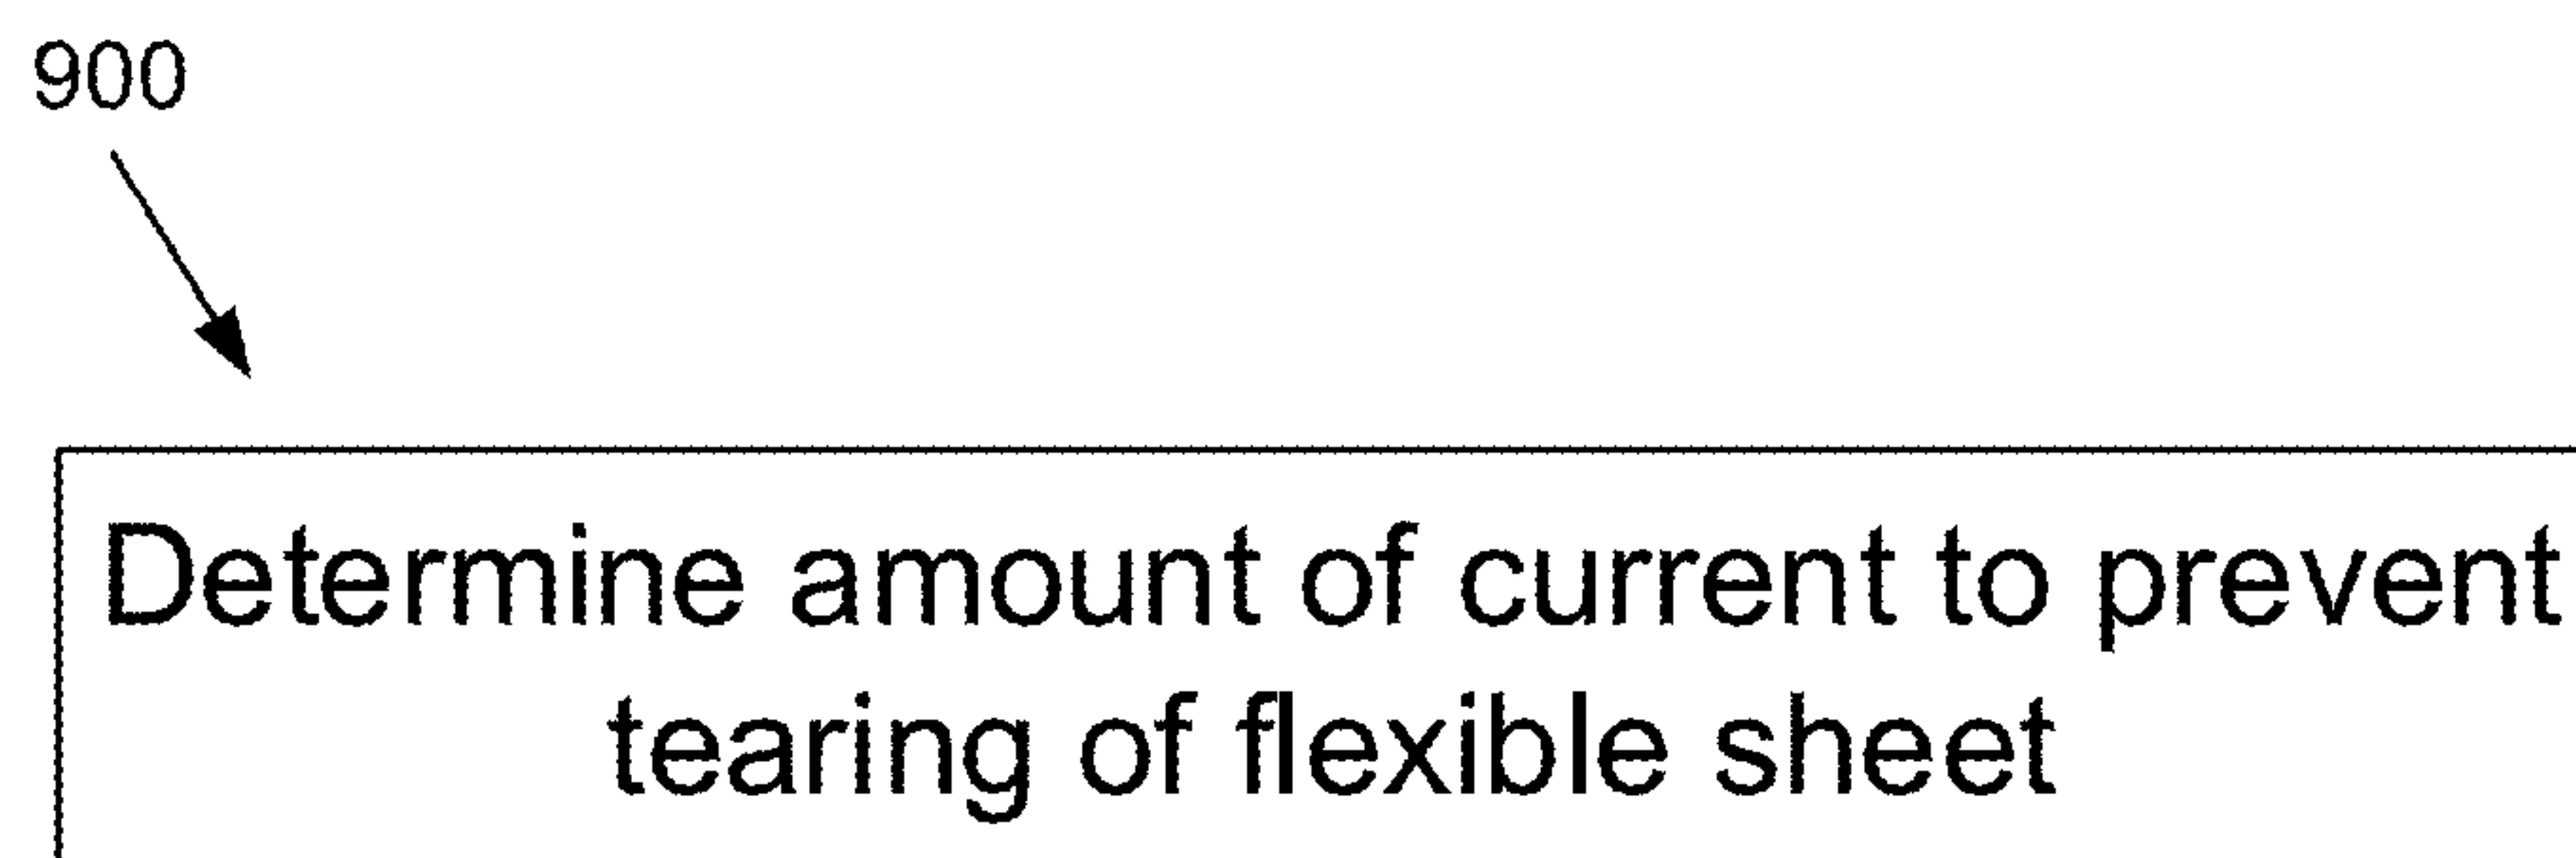 900
Determine amount of current to prevent
tearing of flexible sheet